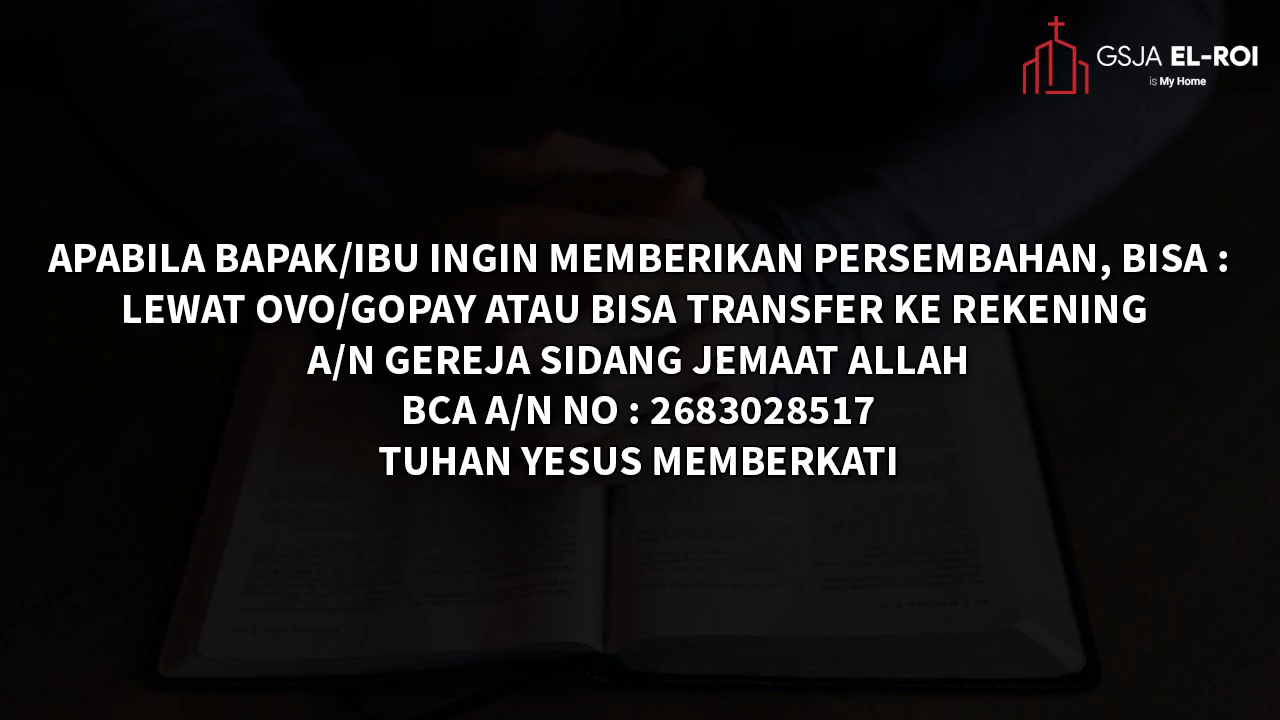 GSJA EL-ROI
is My Home
APABILA BAPAK/IBU INGIN MEMBERIKAN PERSEMBAHAN, BISA :
LEWAT OVO/GOPAY ATAU BISA TRANSFER KE REKENING
A/N GEREJA SIDANG JEMAAT ALLAH
BCA A/N NO : 2683028517
TUHAN YESUS MEMBERKATI